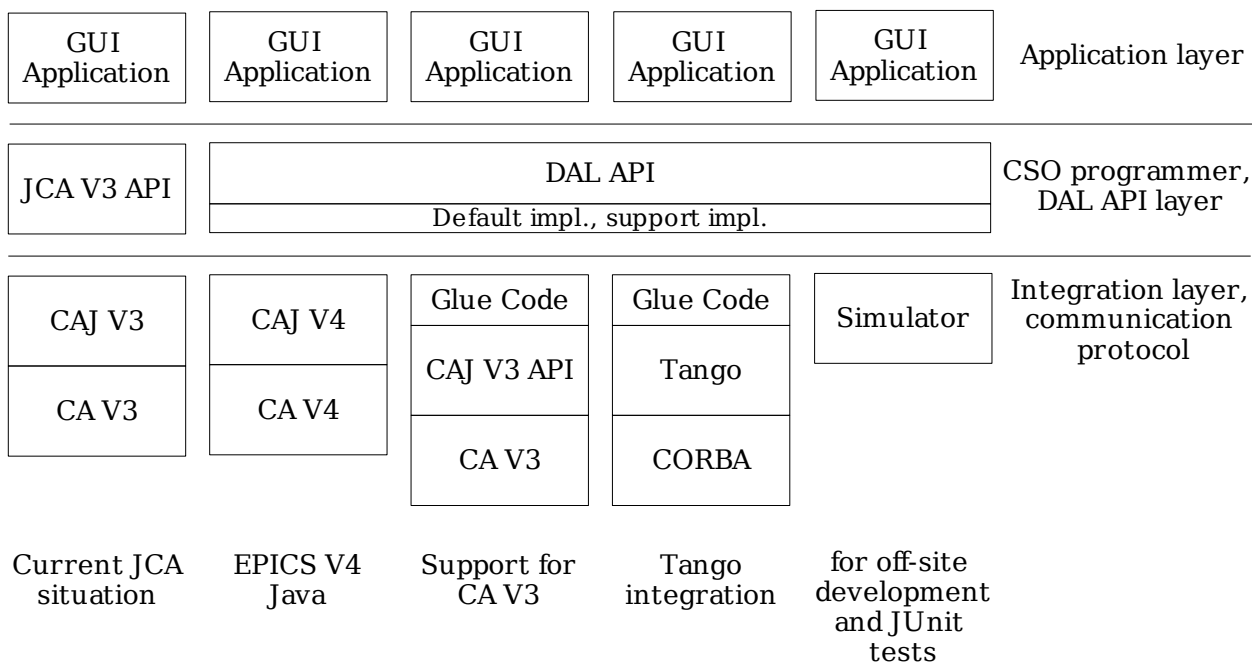 GUI
Application
GUI
Application
GUI
Application
GUI
Application
GUI
Application
Application layer
JCA V3 API
DAL API
Default impl., support impl.
CSO programmer,
DAL API layer
CAJ V3
CA V3
CAJ V4
CA V4
Glue Code
CAJ V3 API
CA V3
Glue Code
Tango
CORBA
Simulator
Integration layer,
communication
protocol
Current JCA
situation
EPICS V4
Java
Support for
CA V3
Tango
integration
for off-site
development
and JUnit
tests